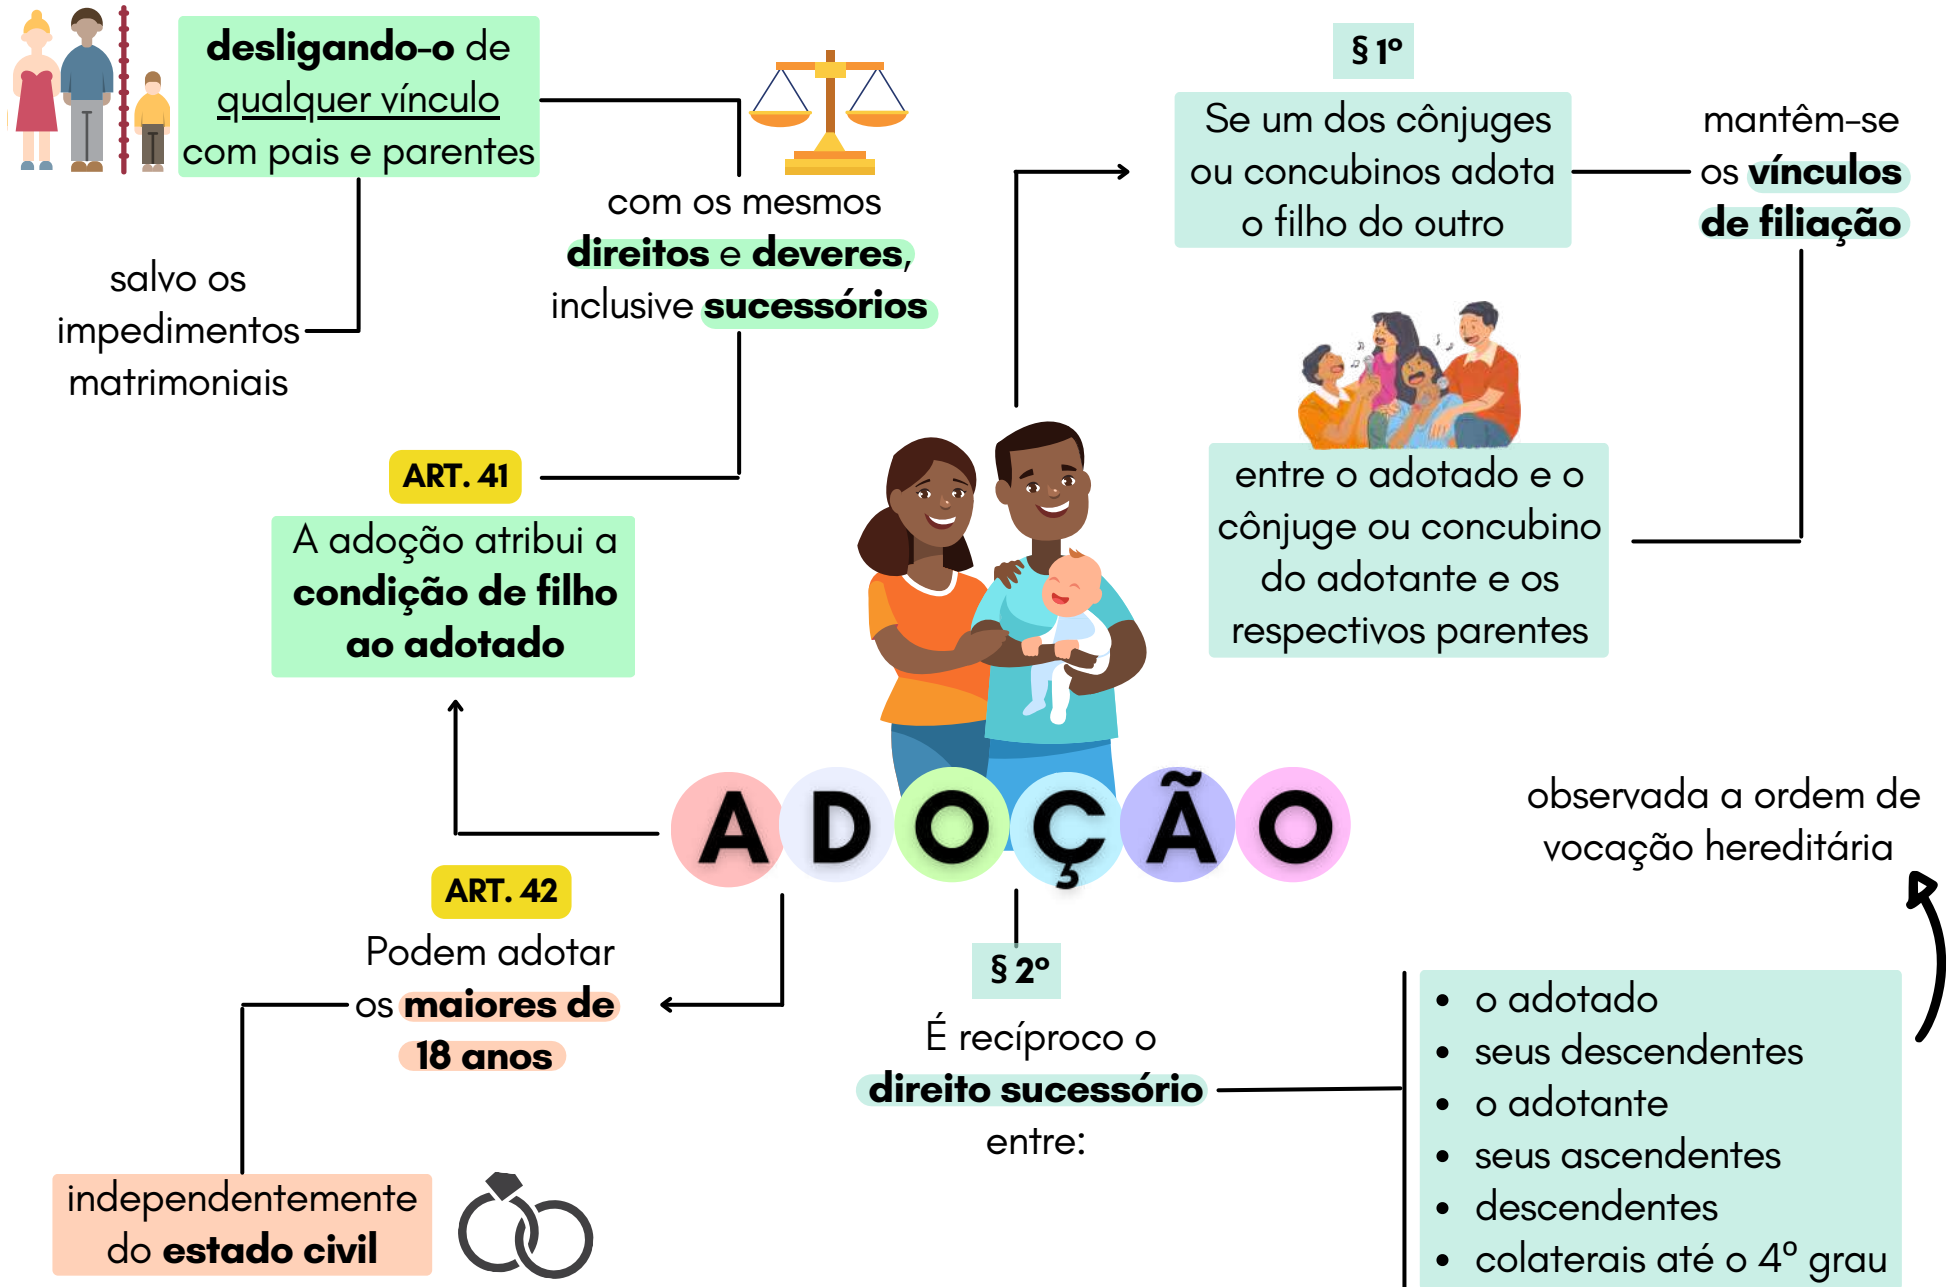 desligando-o de
qualquer vínculo
com pais e parentes
salvo os
impedimentos
matrimoniais
com os mesmos
direitos e deveres,
inclusive sucessórios
ART. 41
A adoção atribui a
condição de filho
ao adotado
§ 1º
Se um dos cônjuges
ou concubinos adota
o filho do outro
mantêm-se
os vínculos
de filiação
entre o adotado e o
cônjuge ou concubino
do adotante e os
respectivos parentes
ADOÇÃO
ART. 42
Podem adotar
os maiores de
18 anos
independentemente
do estado civil
§ 2º
É recíproco o
direito sucessório
entre:
• o adotado
• seus descendentes
• o adotante
• seus ascendentes
• descendentes
• colaterais até o 4º grau
observada a ordem de
vocação hereditária